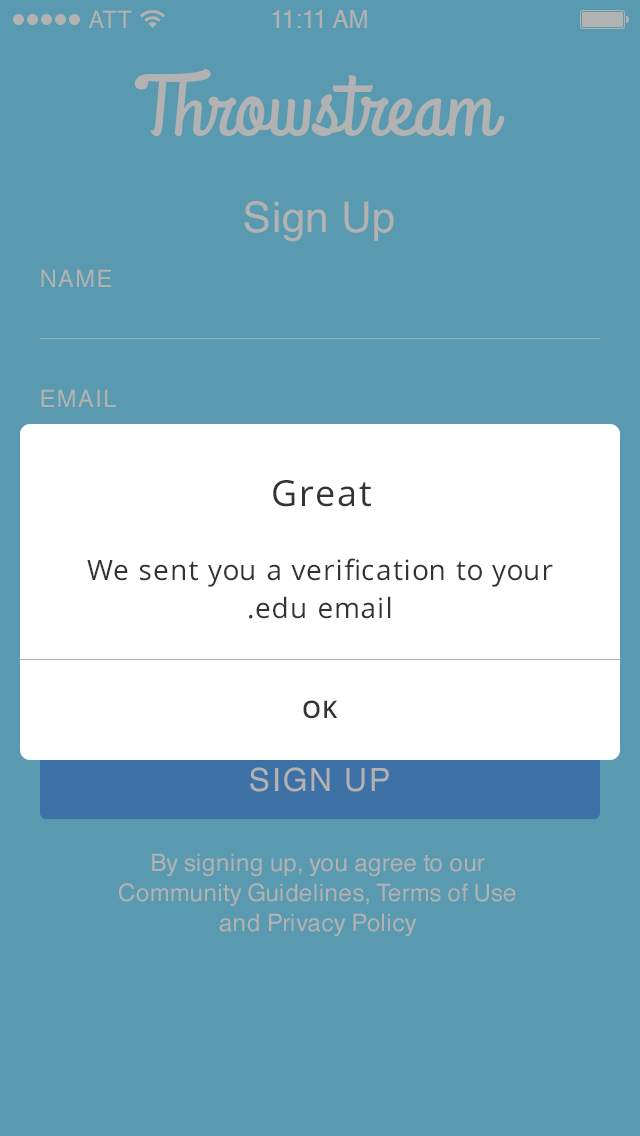 ATT 11:11 AM
Throwstream
Sign Up
NAME
EMAIL
Great
We sent you a verification to your
.edu email
OK
SIGN UP
By signing up, you agree to our
Community Guidelines, Terms of Use
and Privacy Policy